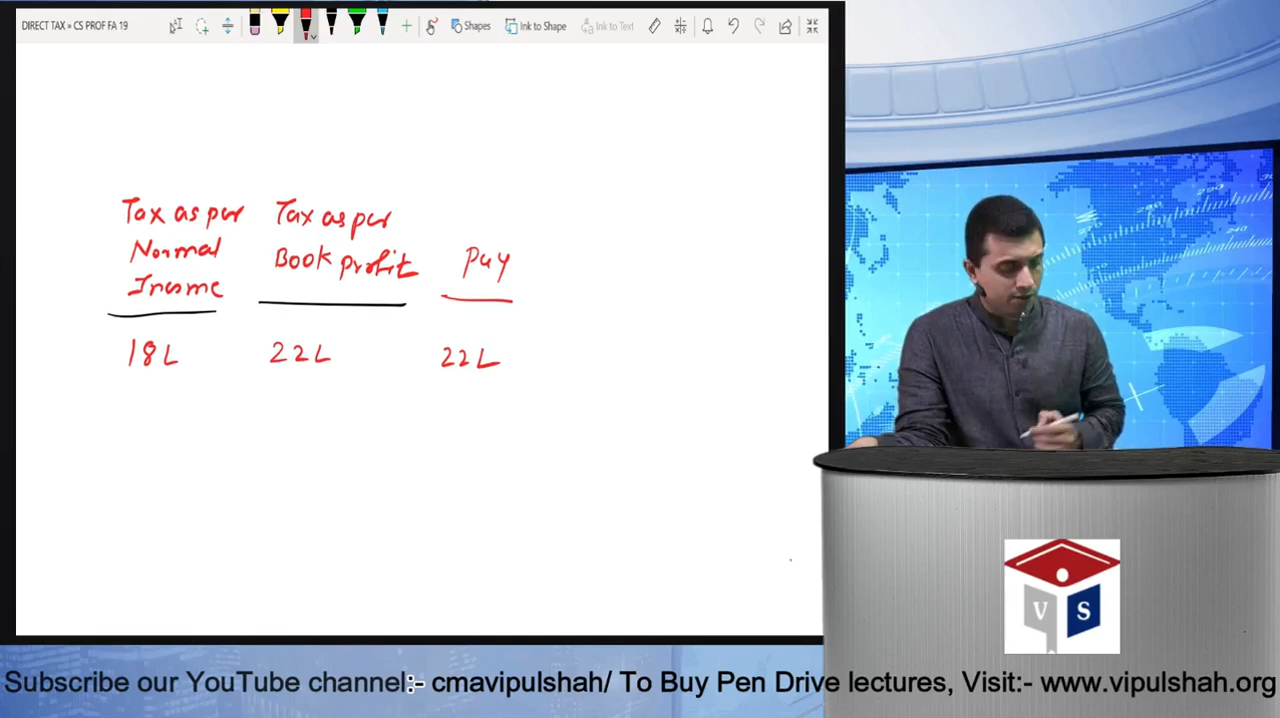 DIRECT TAX » CS PROF FA 19
Shapes
Ink to Shape
Ink to Text
Tax as per Normal Income
Tax as per Book profit
Pay
18L 22L 22L
V S
Subscribe our YouTube channel:- cmavipulshah/ To Buy Pen Drive lectures, Visit:- www.vipulshah.org